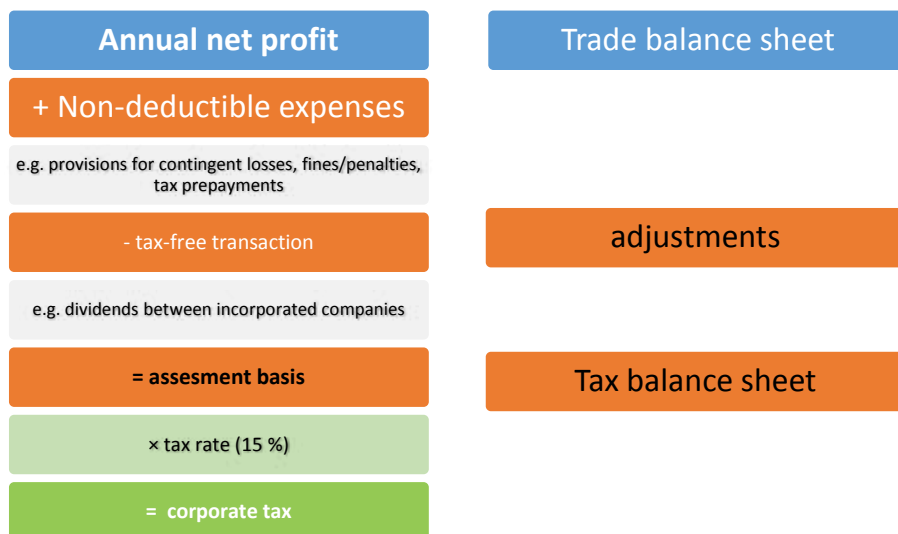 Annual net profit
Trade balance sheet
+ Non-deductible expenses
e.g. provisions for contingent losses, fines/penalties,
tax prepayments
- tax-free transaction
adjustments
e.g. dividends between incorporated companies
= assesment basis
Tax balance sheet
× tax rate (15 %)
= corporate tax